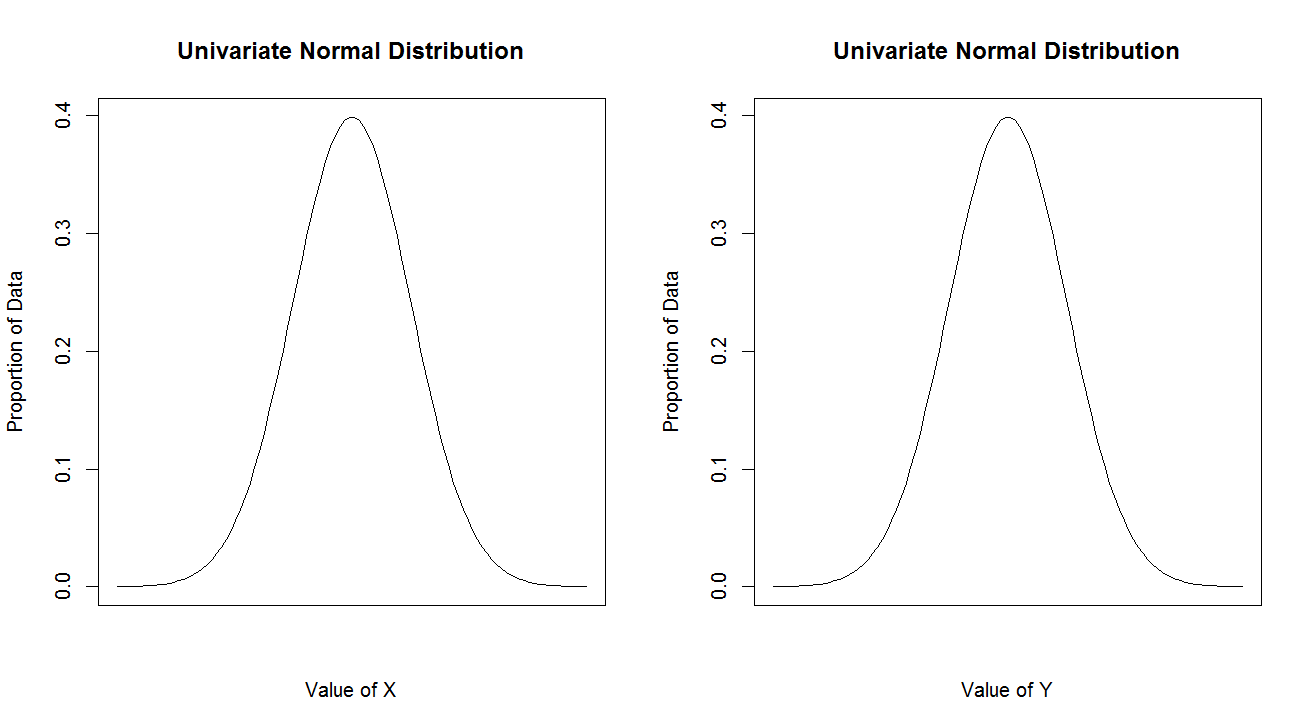 Univariate Normal Distribution
Proportion of Data
0.4
0.3
0.2
0.1
0.0
Value of X
Univariate Normal Distribution
Proportion of Data
0.4
0.3
0.2
0.1
0.0
Value of Y